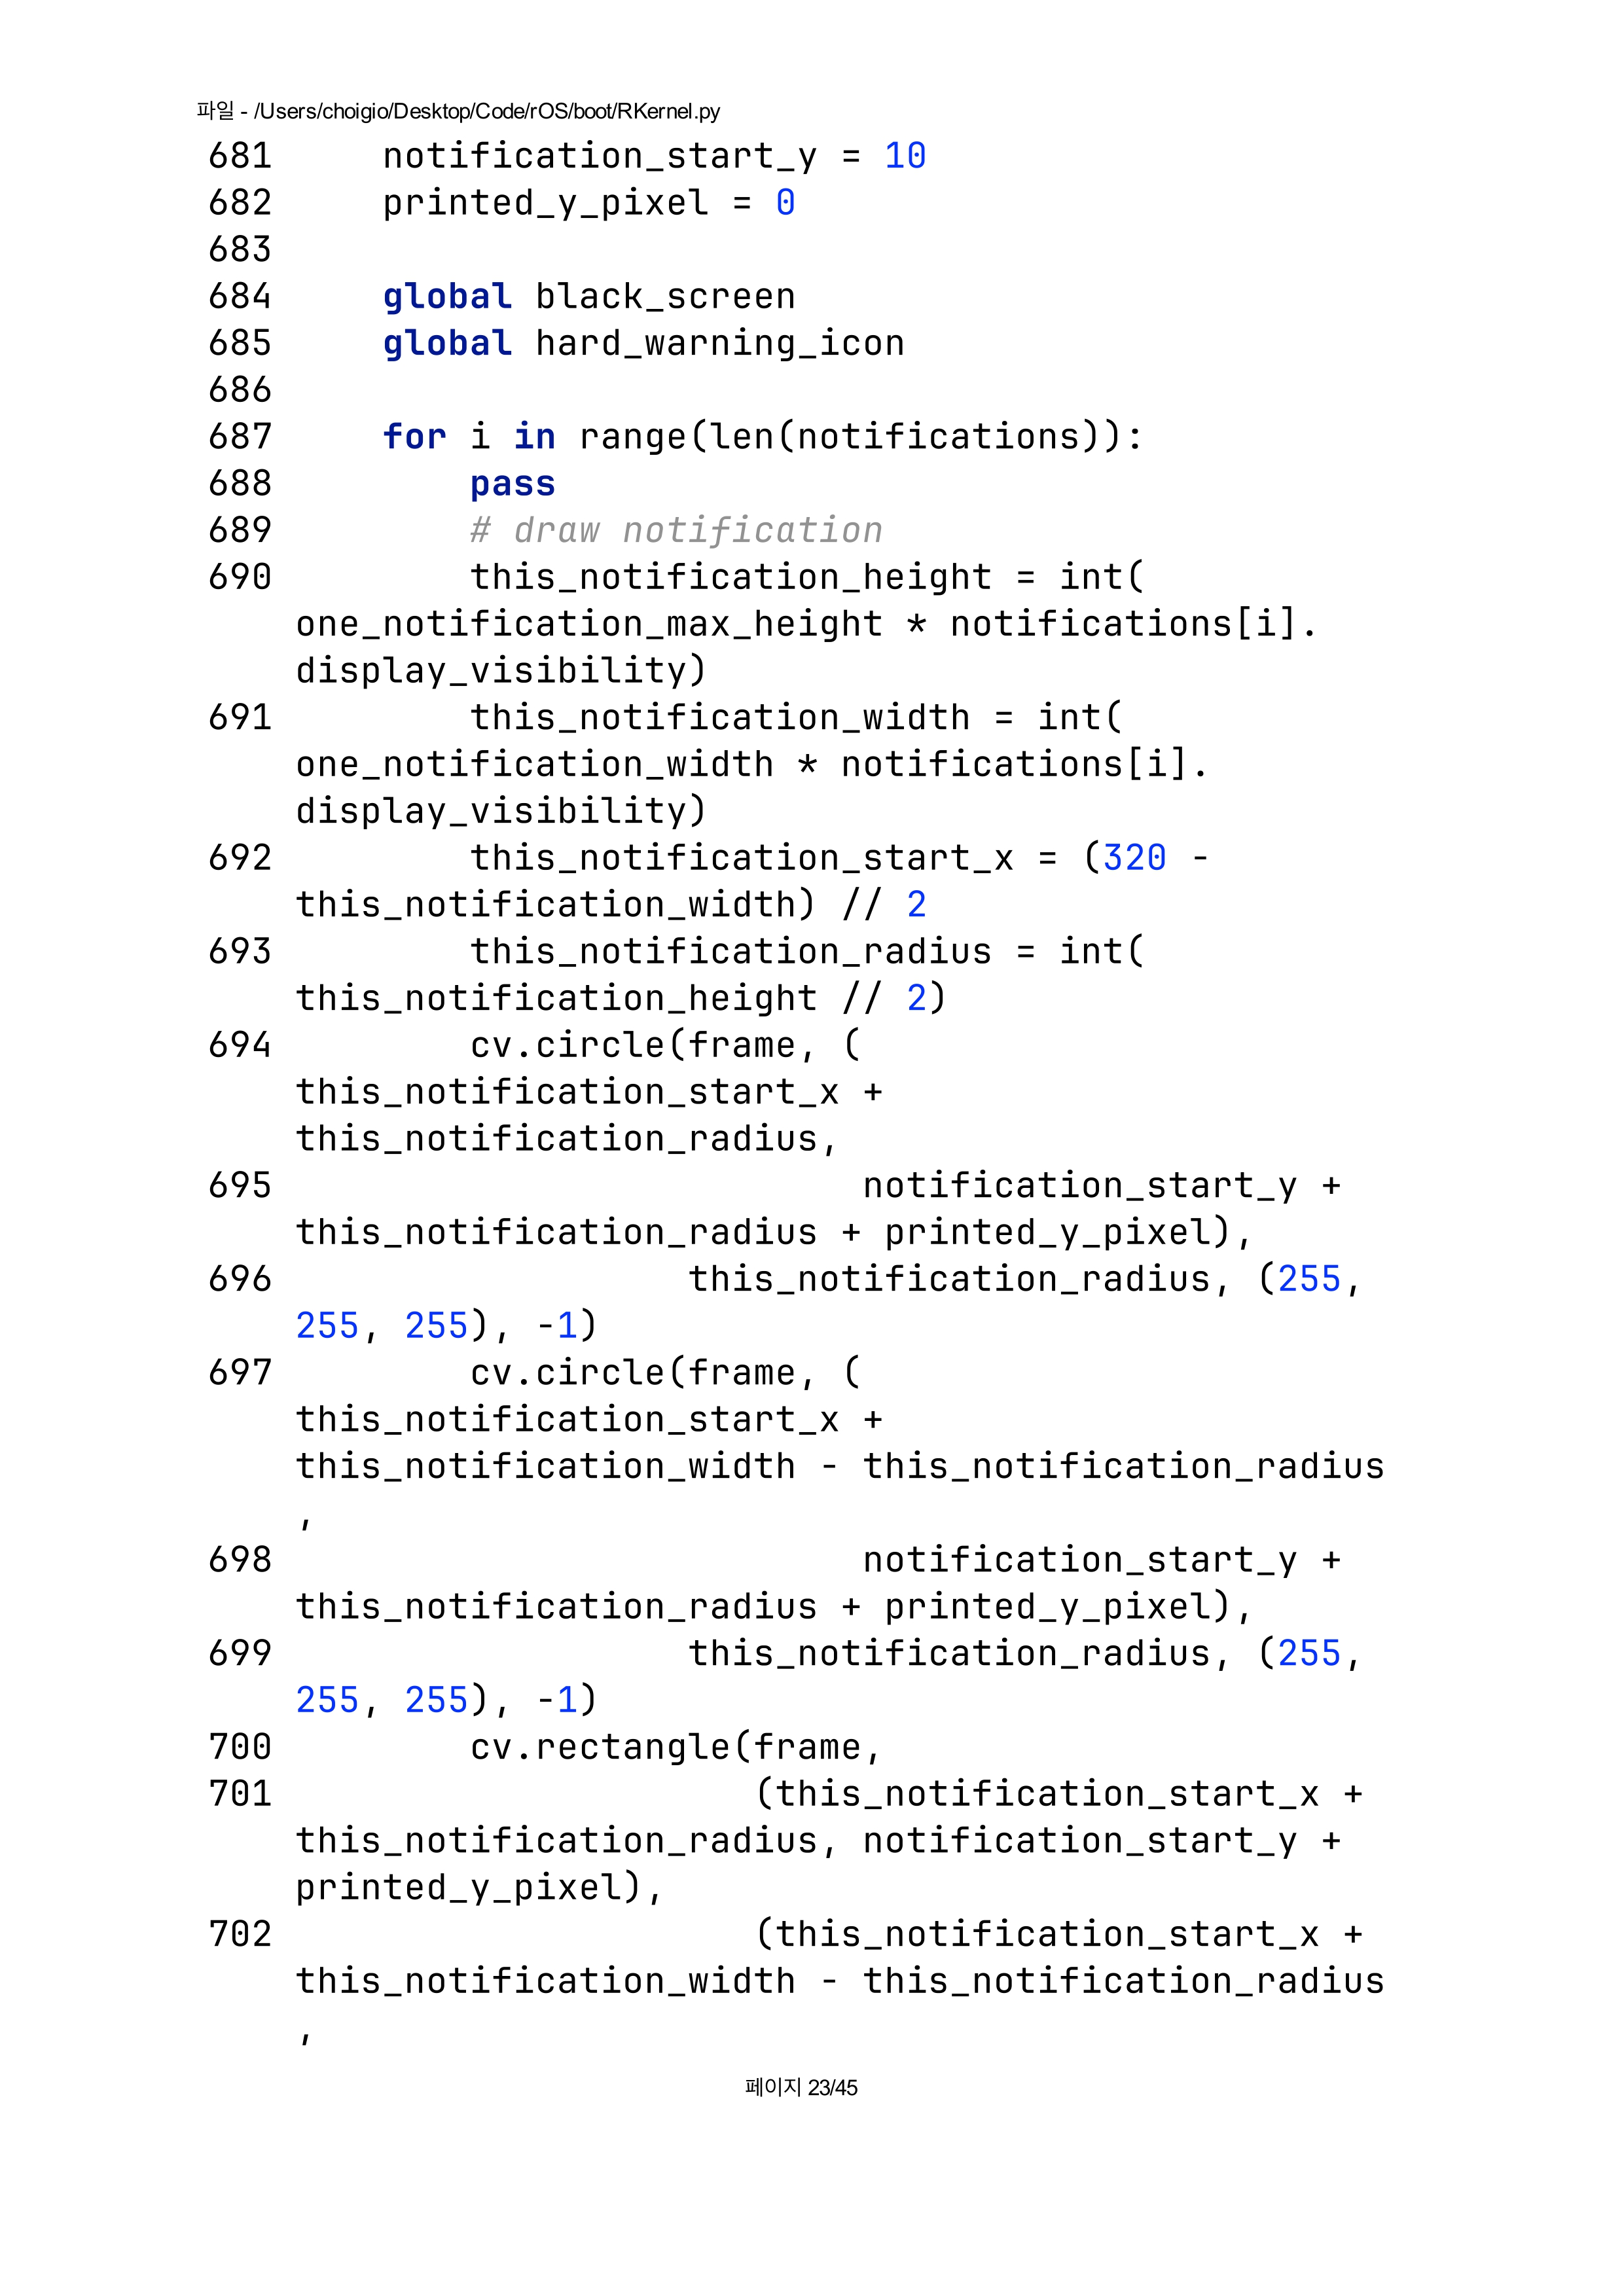 파일 - /Users/choigio/Desktop/Code/rOS/boot/RKernel.py
681     notification_start_y = 10
682     printed_y_pixel = 0
683
684     global black_screen
685     global hard_warning_icon
686
687     for i in range(len(notifications)):
688         pass
689         # draw notification
690         this_notification_height = int(
    one_notification_max_height * notifications[i].
    display_visibility)
691         this_notification_width = int(
    one_notification_width * notifications[i].
    display_visibility)
692         this_notification_start_x = (320 -
    this_notification_width) // 2
693         this_notification_radius = int(
    this_notification_height // 2)
694         cv.circle(frame, (
    this_notification_start_x +
    this_notification_radius,
695                           notification_start_y +
    this_notification_radius + printed_y_pixel),
696                   this_notification_radius, (255,
    255, 255), -1)
697         cv.circle(frame, (
    this_notification_start_x +
    this_notification_width - this_notification_radius
    ,
698                           notification_start_y +
    this_notification_radius + printed_y_pixel),
699                   this_notification_radius, (255,
    255, 255), -1)
700         cv.rectangle(frame,
701                      (this_notification_start_x +
    this_notification_radius, notification_start_y +
    printed_y_pixel),
702                      (this_notification_start_x +
    this_notification_width - this_notification_radius
    ,
페이지 23/45